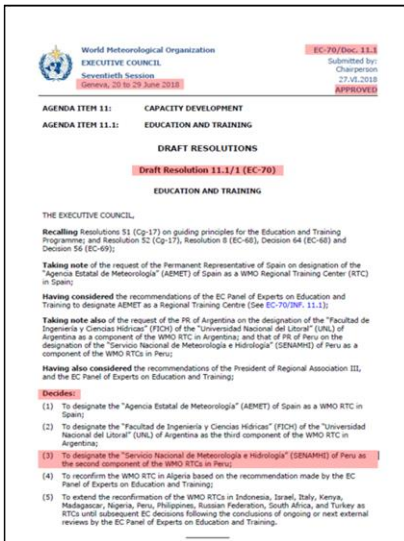 World Meteorological Organization
EC-70/Doc. 11.1
EXECUTIVE COUNCIL
Submitted by:
Chairperson
Seventieth Session
27.VI.2018
Geneva, 20 to 29 June 2018
APPROVED
AGENDA ITEM 11: CAPACITY DEVELOPMENT
AGENDA ITEM 11.1: EDUCATION AND TRAINING
DRAFT RESOLUTIONS
Draft Resolution 11.1/1 (EC-70)
EDUCATION AND TRAINING
THE EXECUTIVE COUNCIL,
Recalling Resolutions 51 (Cg-17) on guiding principles for the Education and Training
Programme; and Resolution 52 (Cg-17), Resolution 8 (EC-68), Decision 64 (EC-68) and
Decision 56 (EC-69);
Taking note of the request of the Permanent Representative of Spain on designation of the
"Agencia Estatal de Meteorología" (AEMET) of Spain as a WMO Regional Training Center (RTC)
in Spain;
Having considered the recommendations of the EC Panel of Experts on Education and
Training to designate AEMET as a Regional Training Centre (See EC-70/INF. 11.1);
Taking note also of the request of the PR of Argentina on the designation of the "Facultad de
Ingeniería y Ciencias Hídricas" (FICH) of the "Universidad Nacional del Litoral" (UNL) of
Argentina as a component of the WMO RTC in Argentina; and that of PR of Peru on the
designation of the "Servicio Nacional de Meteorología e Hidrología" (SENAMHI) of Peru as a
component of the WMO RTCs in Peru;
Having also considered the recommendations of the President of Regional Association III,
and the EC Panel of Experts on Education and Training;
Decides:
(1) To designate the "Agencia Estatal de Meteorología" (AEMET) of Spain as a WMO RTC in
Spain;
(2) To designate the "Facultad de Ingeniería y Ciencias Hídricas" (FICH) of the "Universidad
Nacional del Litoral" (UNL) of Argentina as the third component of the WMO RTC in
Argentina;
(3) To designate the "Servicio Nacional de Meteorología e Hidrología" (SENAMHI) of Peru as
the second component of the WMO RTCs in Peru;
(4) To reconfirm the WMO RTC in Algeria based on the recommendation made by the EC
Panel of Experts on Education and Training;
(5) To extend the reconfirmation of the WMO RTCs in Indonesia, Israel, Italy, Kenya,
Madagascar, Nigeria, Peru, Philippines, Russian Federation, South Africa, and Turkey as
RTCs until subsequent EC decisions following the conclusions of ongoing or next external
reviews by the EC Panel of Experts on Education and Training.